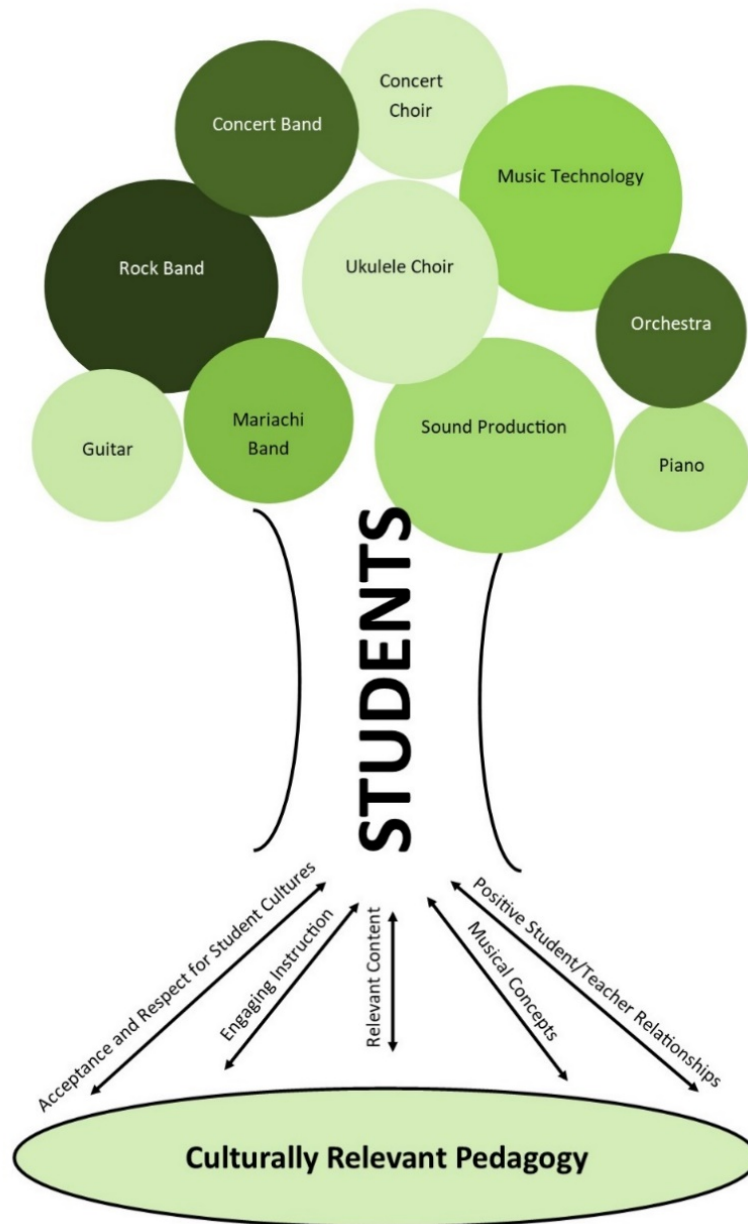 Concert
Choir
Concert Band
Music Technology
Rock Band
Ukulele Choir
Orchestra
Mariachi
Band
Guitar
Sound Production
Piano
STUDENTS
Acceptance and Respect for Student Cultures
Engaging Instruction
Relevant Content
Musical Concepts
Positive Student/Teacher Relationships
Culturally Relevant Pedagogy